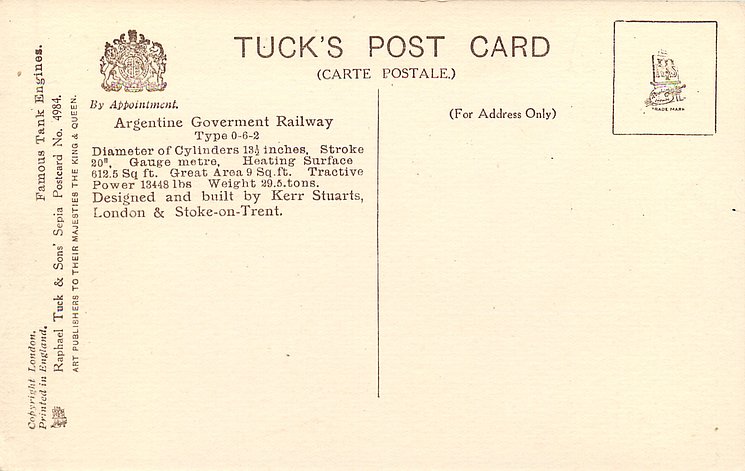 TUCK'S POST CARD
(CARTE POSTALE.)
By Appointment.
Argentine Goverment Railway
Type 0-6-2
Diameter of Cylinders 13½ inches, Stroke
20", Gauge metre, Heating Surface
612.5 Sq ft. Great Area 9 Sq.ft. Tractive
Power 13448 lbs Weight 29.5.tons.
Designed and built by Kerr Stuarts,
London & Stoke-on-Trent.
(For Address Only)
TRADE MARK
Copyright London.
Printed in England.
Famous Tank Engines.
Raphael Tuck & Sons' Sepia Postcard No. 4984.
ART PUBLISHERS TO THEIR MAJESTIES THE KING & QUEEN.